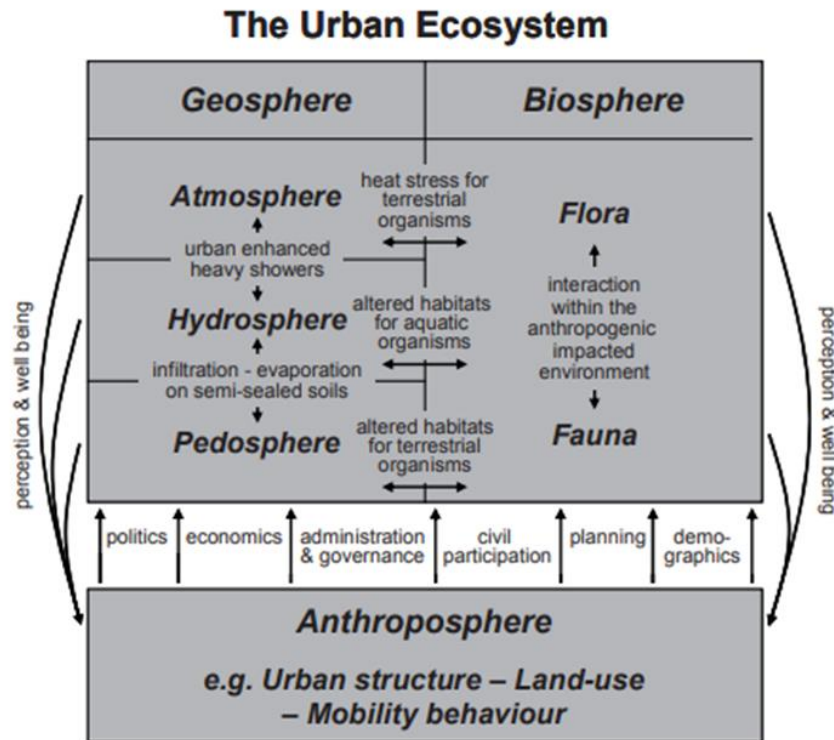 The Urban Ecosystem
Geosphere
Biosphere
Atmosphere
urban enhanced
heavy showers
Hydrosphere
infiltration - evaporation
on semi-sealed soils
Pedosphere
heat stress for
terrestrial
organisms
altered habitats
for aquatic
organisms
altered habitats
for terrestrial
organisms
Flora
interaction
within the
anthropogenic
impacted
environment
Fauna
perception & well being
perception & well being
politics
economics
administration
& governance
civil
participation
planning
demo-
graphics
Anthroposphere
e.g. Urban structure – Land-use
– Mobility behaviour